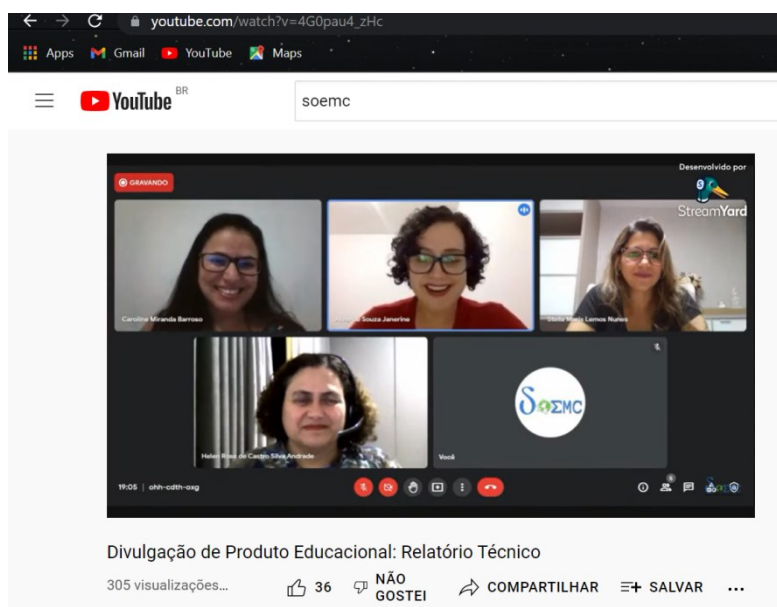 youtube.com/watch?v=4G0pau4_zHc
Apps Gmail YouTube Maps
YouTube BR
soemc
Desenvolvido por
GRAVANDO
StreamYard
Caroline Miranda Barroso
Souza Janerine
Lemos Nunes
SOEMC
Helen Rose de Castro Silva Andrade
Você
19:05 | ohh-cdth-oxg
Divulgação de Produto Educacional: Relatório Técnico
305 visualizações...
36
NÃO GOSTEI
COMPARTILHAR
SALVAR
...